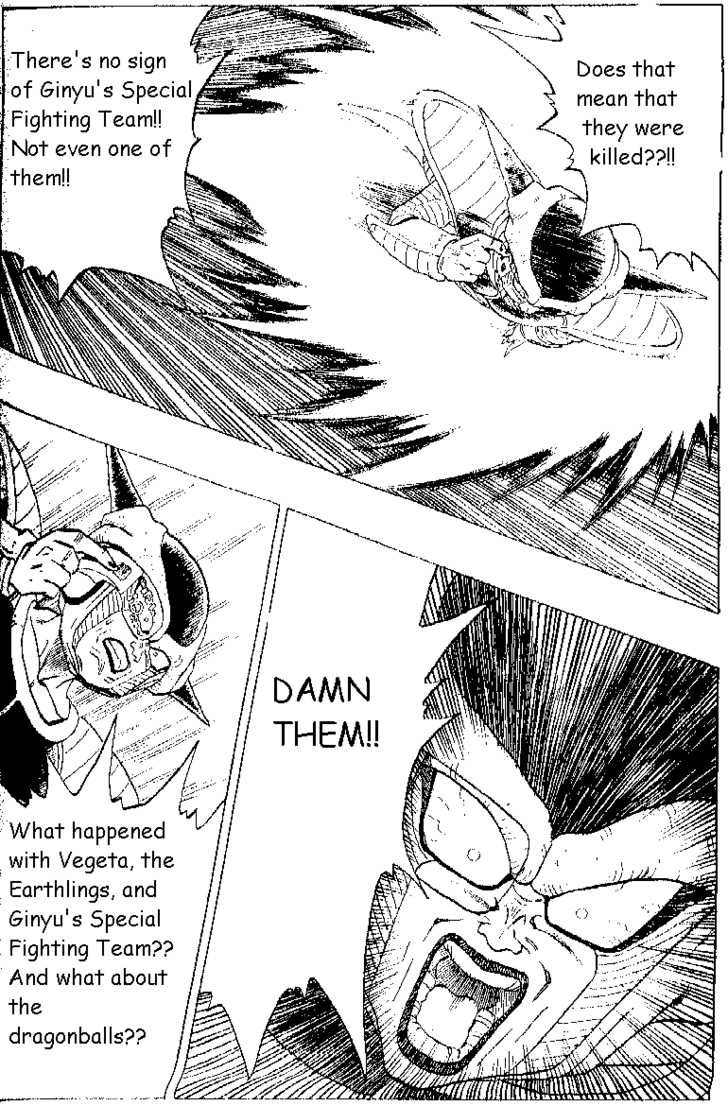 There's no sign
of Ginyu's Special
Fighting Team!!
Not even one of
them!!
Does that
mean that
they were
killed??!!
What happened
with Vegeta, the
Earthlings, and
Ginyu's Special
Fighting Team??
And what about
the
dragonballs??
DAMN
THEM!!